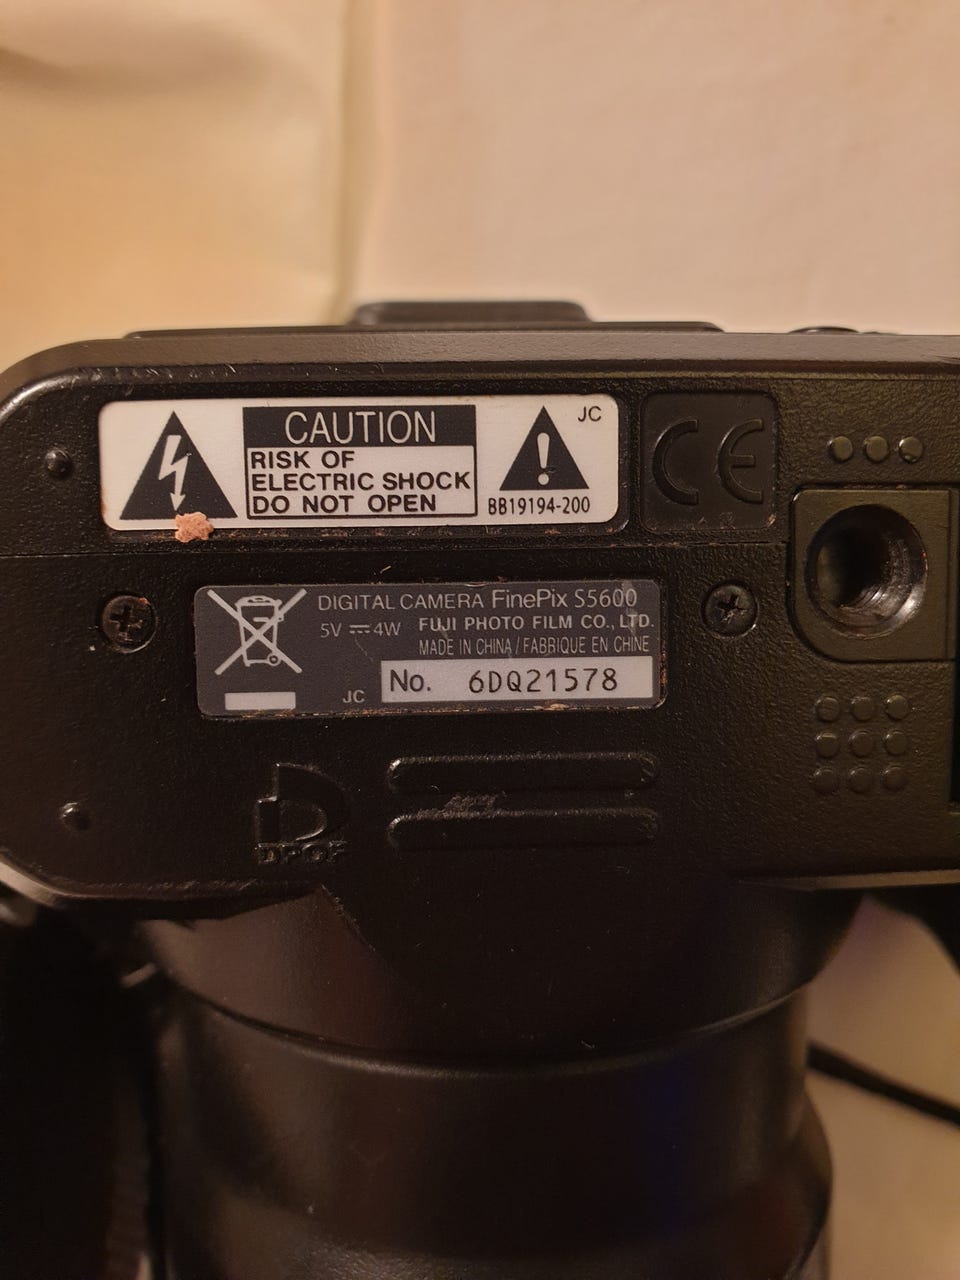 CAUTION
RISK OF
ELECTRIC SHOCK
DO NOT OPEN
JC
BB19194-200
CE
DIGITAL CAMERA FinePix S5600
5V ⎓ 4W FUJI PHOTO FILM CO., LTD.
MADE IN CHINA / FABRIQUE EN CHINE
JC
No. 6DQ21578
DPOF